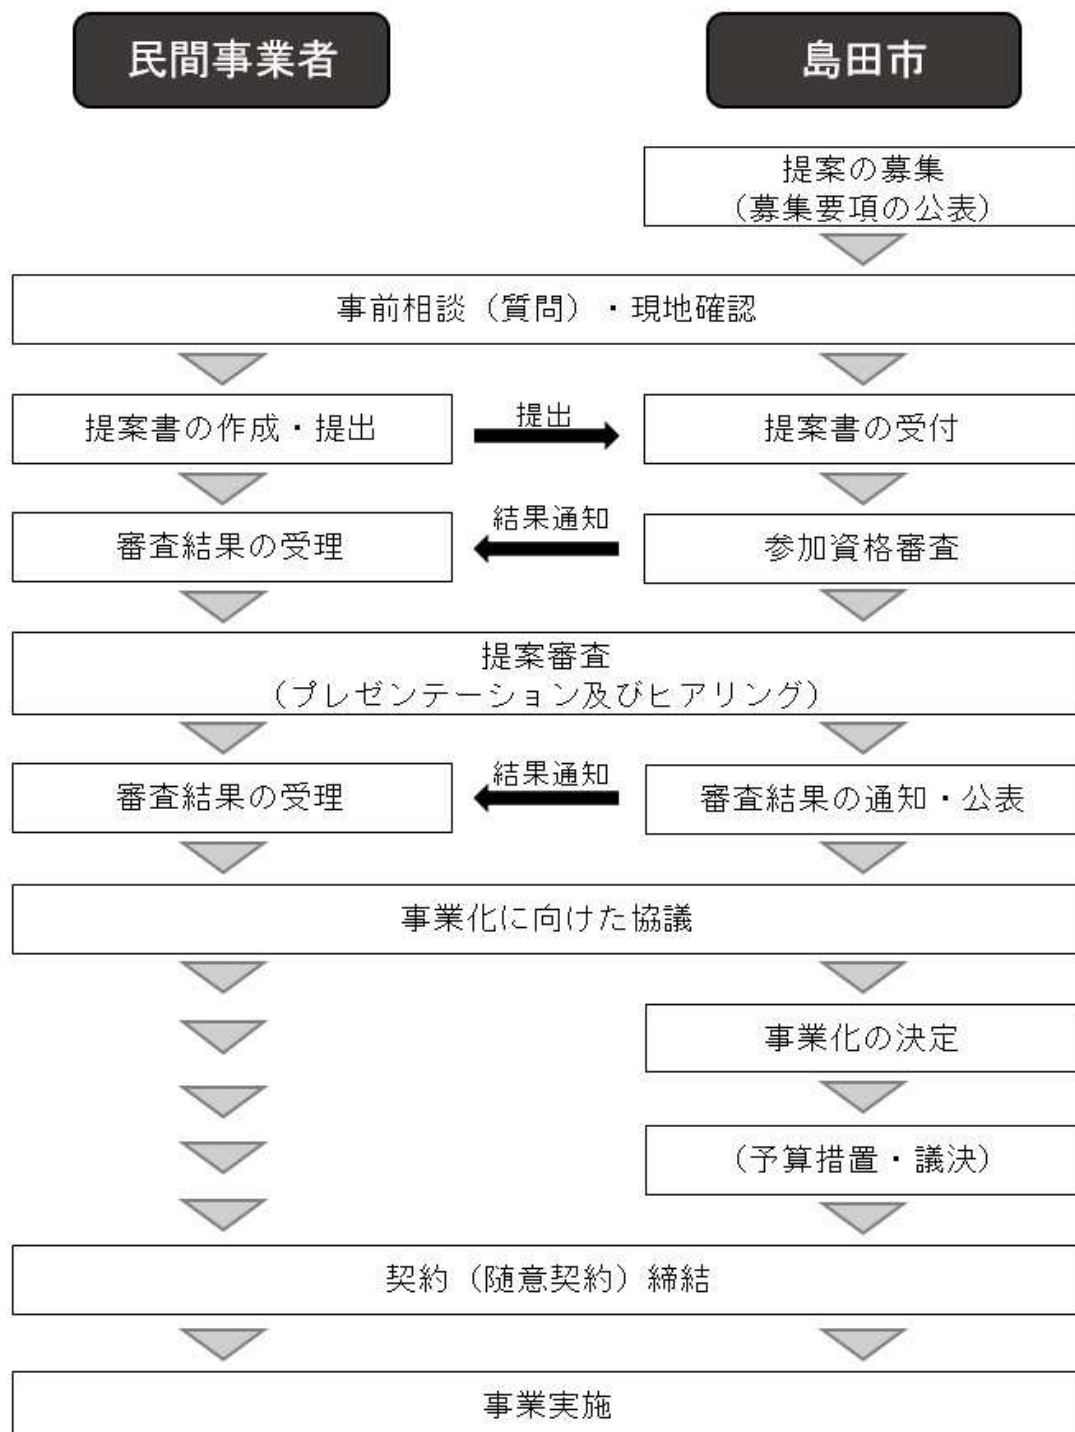 民間事業者
島田市
提案の募集
(募集要項の公表)
事前相談（質問）・現地確認
提案書の作成・提出
提出
提案書の受付
審査結果の受理
結果通知
参加資格審査
提案審査
(プレゼンテーション及びヒアリング)
審査結果の受理
結果通知
審査結果の通知・公表
事業化に向けた協議
事業化の決定
(予算措置・議決)
契約（随意契約）締結
事業実施